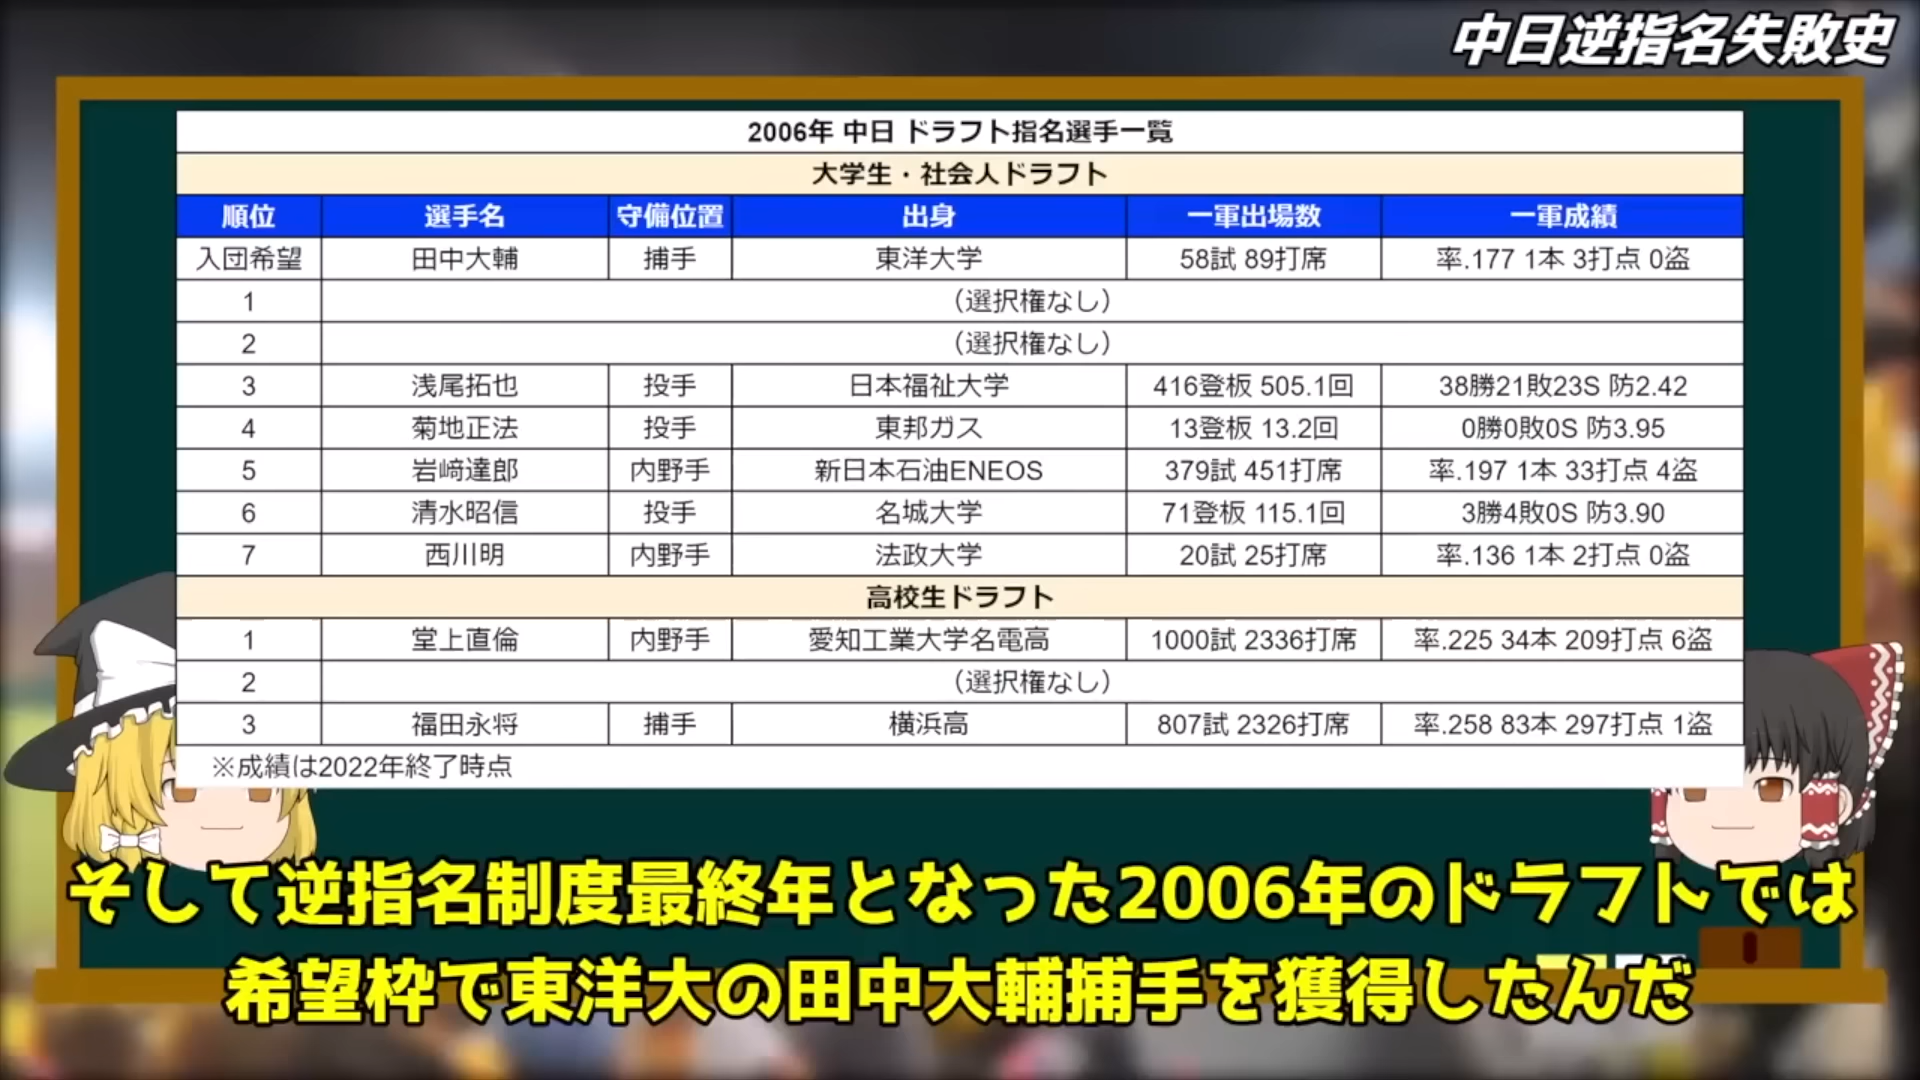 中日逆指名失敗史
2006年 中日 ドラフト指名選手一覧
大学生・社会人ドラフト
順位 選手名 守備位置 出身 一軍出場数 一軍成績
入団希望 田中大輔 捕手 東洋大学 58試 89打席 率.177 1本 3打点 0盗
1 （選択権なし）
2 （選択権なし）
3 浅尾拓也 投手 日本福祉大学 416登板 505.1回 38勝21敗23S 防2.42
4 菊地正法 投手 東邦ガス 13登板 13.2回 0勝0敗0S 防3.95
5 岩﨑達郎 内野手 新日本石油ENEOS 379試 451打席 率.197 1本 33打点 4盗
6 清水昭信 投手 名城大学 71登板 115.1回 3勝4敗0S 防3.90
7 西川明 内野手 法政大学 20試 25打席 率.136 1本 2打点 0盗
高校生ドラフト
1 堂上直倫 内野手 愛知工業大学名電高 1000試 2336打席 率.225 34本 209打点 6盗
2 （選択権なし）
3 福田永将 捕手 横浜高 807試 2326打席 率.258 83本 297打点 1盗
※成績は2022年終了時点
そして逆指名制度最終年となった2006年のドラフトでは
希望枠で東洋大の田中大輔捕手を獲得したんだ